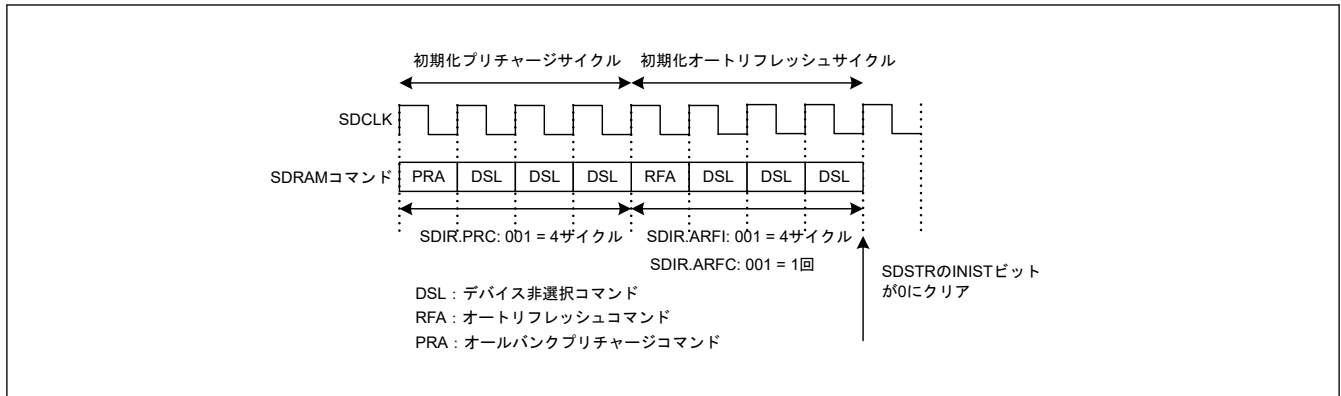 初期化プリチャージサイクル 初期化オートリフレッシュサイクル
SDCLK
SDRAMコマンド PRA DSL DSL DSL RFA DSL DSL DSL
SDIR.PRC: 001 = 4サイクル SDIR.ARFI: 001 = 4サイクル
SDIR.ARFC: 001 = 1回
SDSTRのINISTビット
が0にクリア
DSL：デバイス非選択コマンド
RFA：オートリフレッシュコマンド
PRA：オールバンクプリチャージコマンド